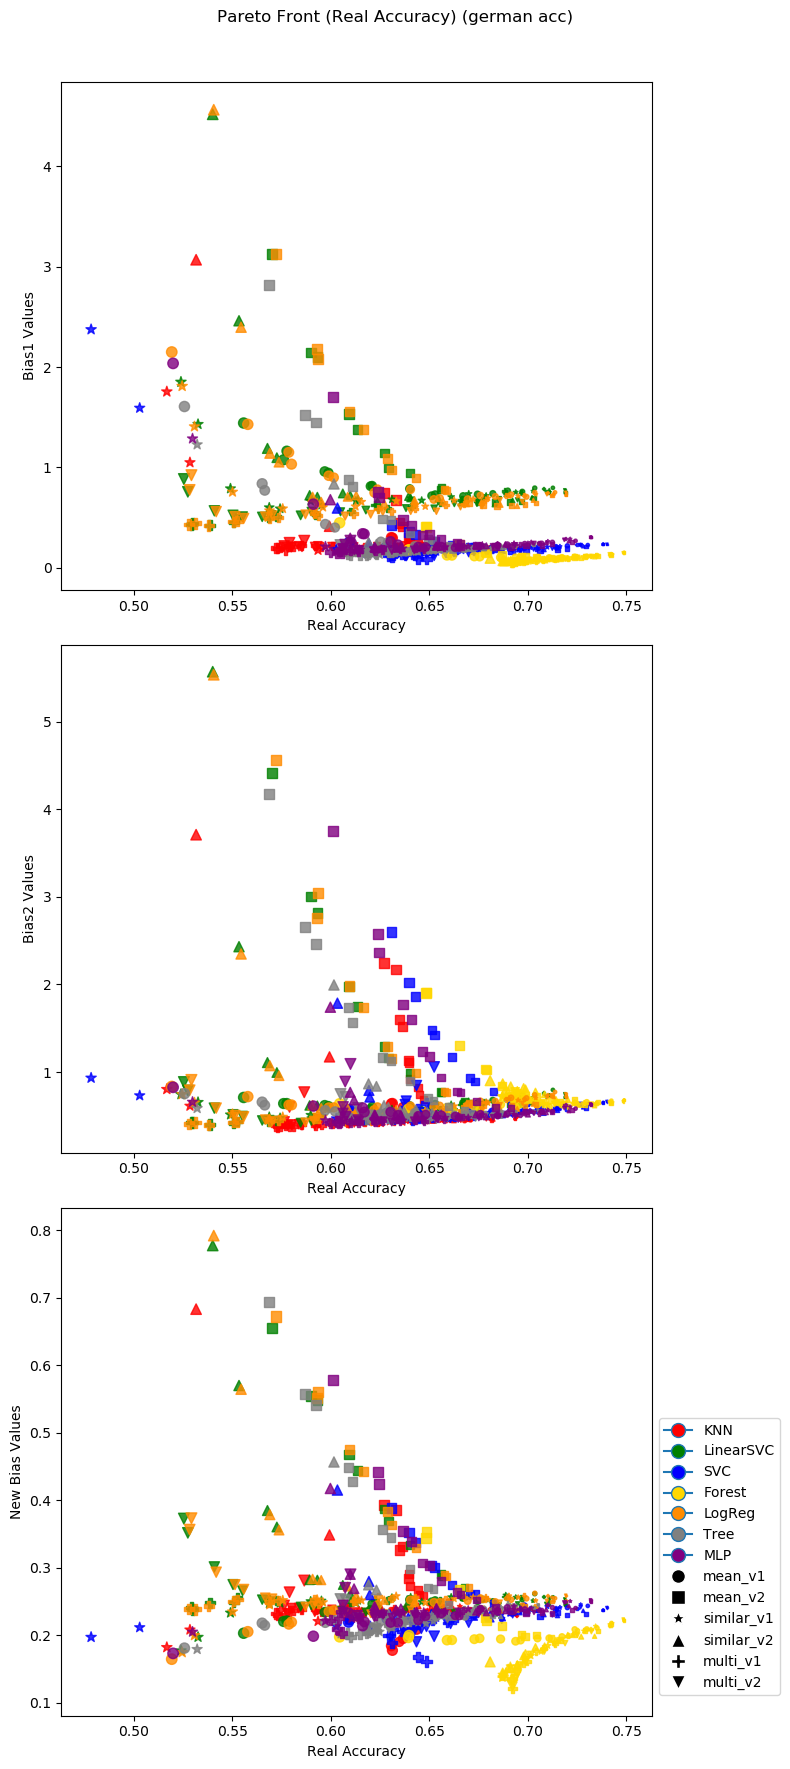 Pareto Front (Real Accuracy) (german acc)
4
3
2
1
0
Bias1 Values
0.50 0.55 0.60 0.65 0.70 0.75
Real Accuracy
5
4
3
2
1
Bias2 Values
0.50 0.55 0.60 0.65 0.70 0.75
Real Accuracy
0.8
0.7
0.6
0.5
0.4
0.3
0.2
0.1
New Bias Values
0.50 0.55 0.60 0.65 0.70 0.75
Real Accuracy
KNN
LinearSVC
SVC
Forest
LogReg
Tree
MLP
mean_v1
mean_v2
similar_v1
similar_v2
multi_v1
multi_v2